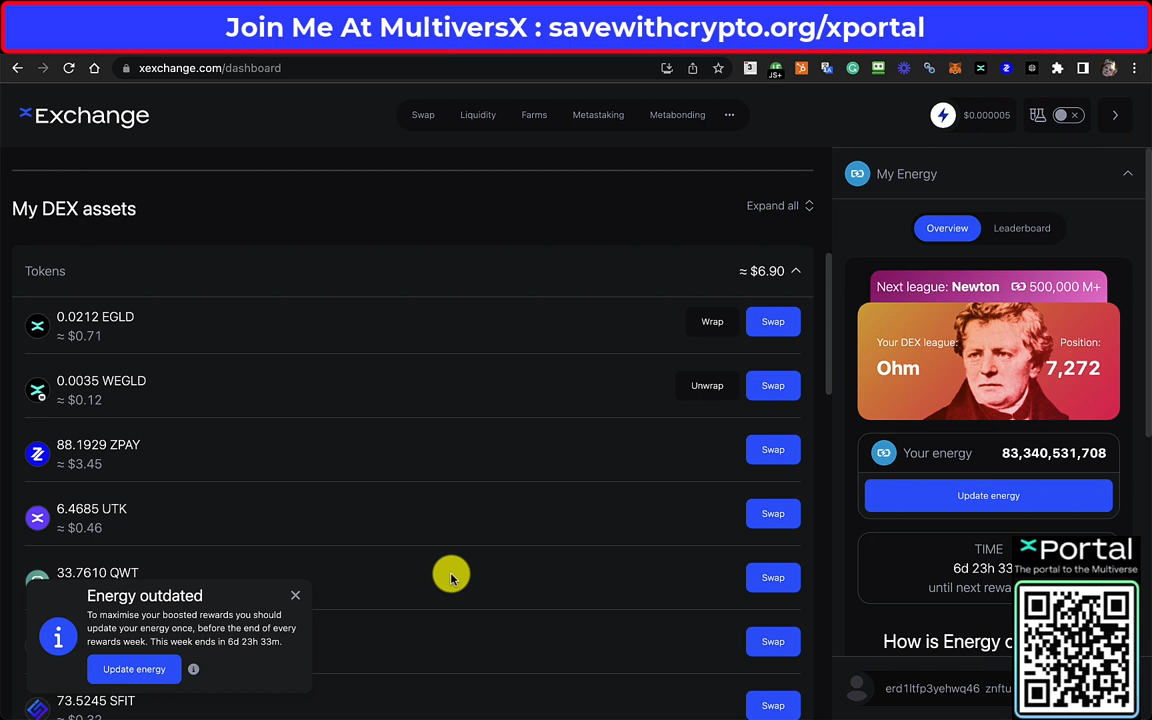 Join Me At MultiversX : savewithcrypto.org/xportal
xexchange.com/dashboard
3
JS+
Exchange
Swap
Liquidity
Farms
Metastaking
Metabonding
$0.000005
My Energy
My DEX assets
Expand all
Overview
Leaderboard
Tokens
≈ $6.90
Next league: Newton
500,000 M+
0.0212 EGLD
≈ $0.71
Wrap
Swap
Your DEX league:
Ohm
Position:
7,272
0.0035 WEGLD
≈ $0.12
Unwrap
Swap
88.1929 ZPAY
≈ $3.45
Swap
Your energy
83,340,531,708
Update energy
6.4685 UTK
≈ $0.46
Swap
TIME
6d 23h 33
until next rewa
33.7610 QWT
Swap
Energy outdated
To maximise your boosted rewards you should
update your energy once, before the end of every
rewards week. This week ends in 6d 23h 33m.
Update energy
Swap
How is Energy
73.5245 SFIT
Swap
erd1ltfp3yehwq46 znftu
Portal
The portal to the Multiverse